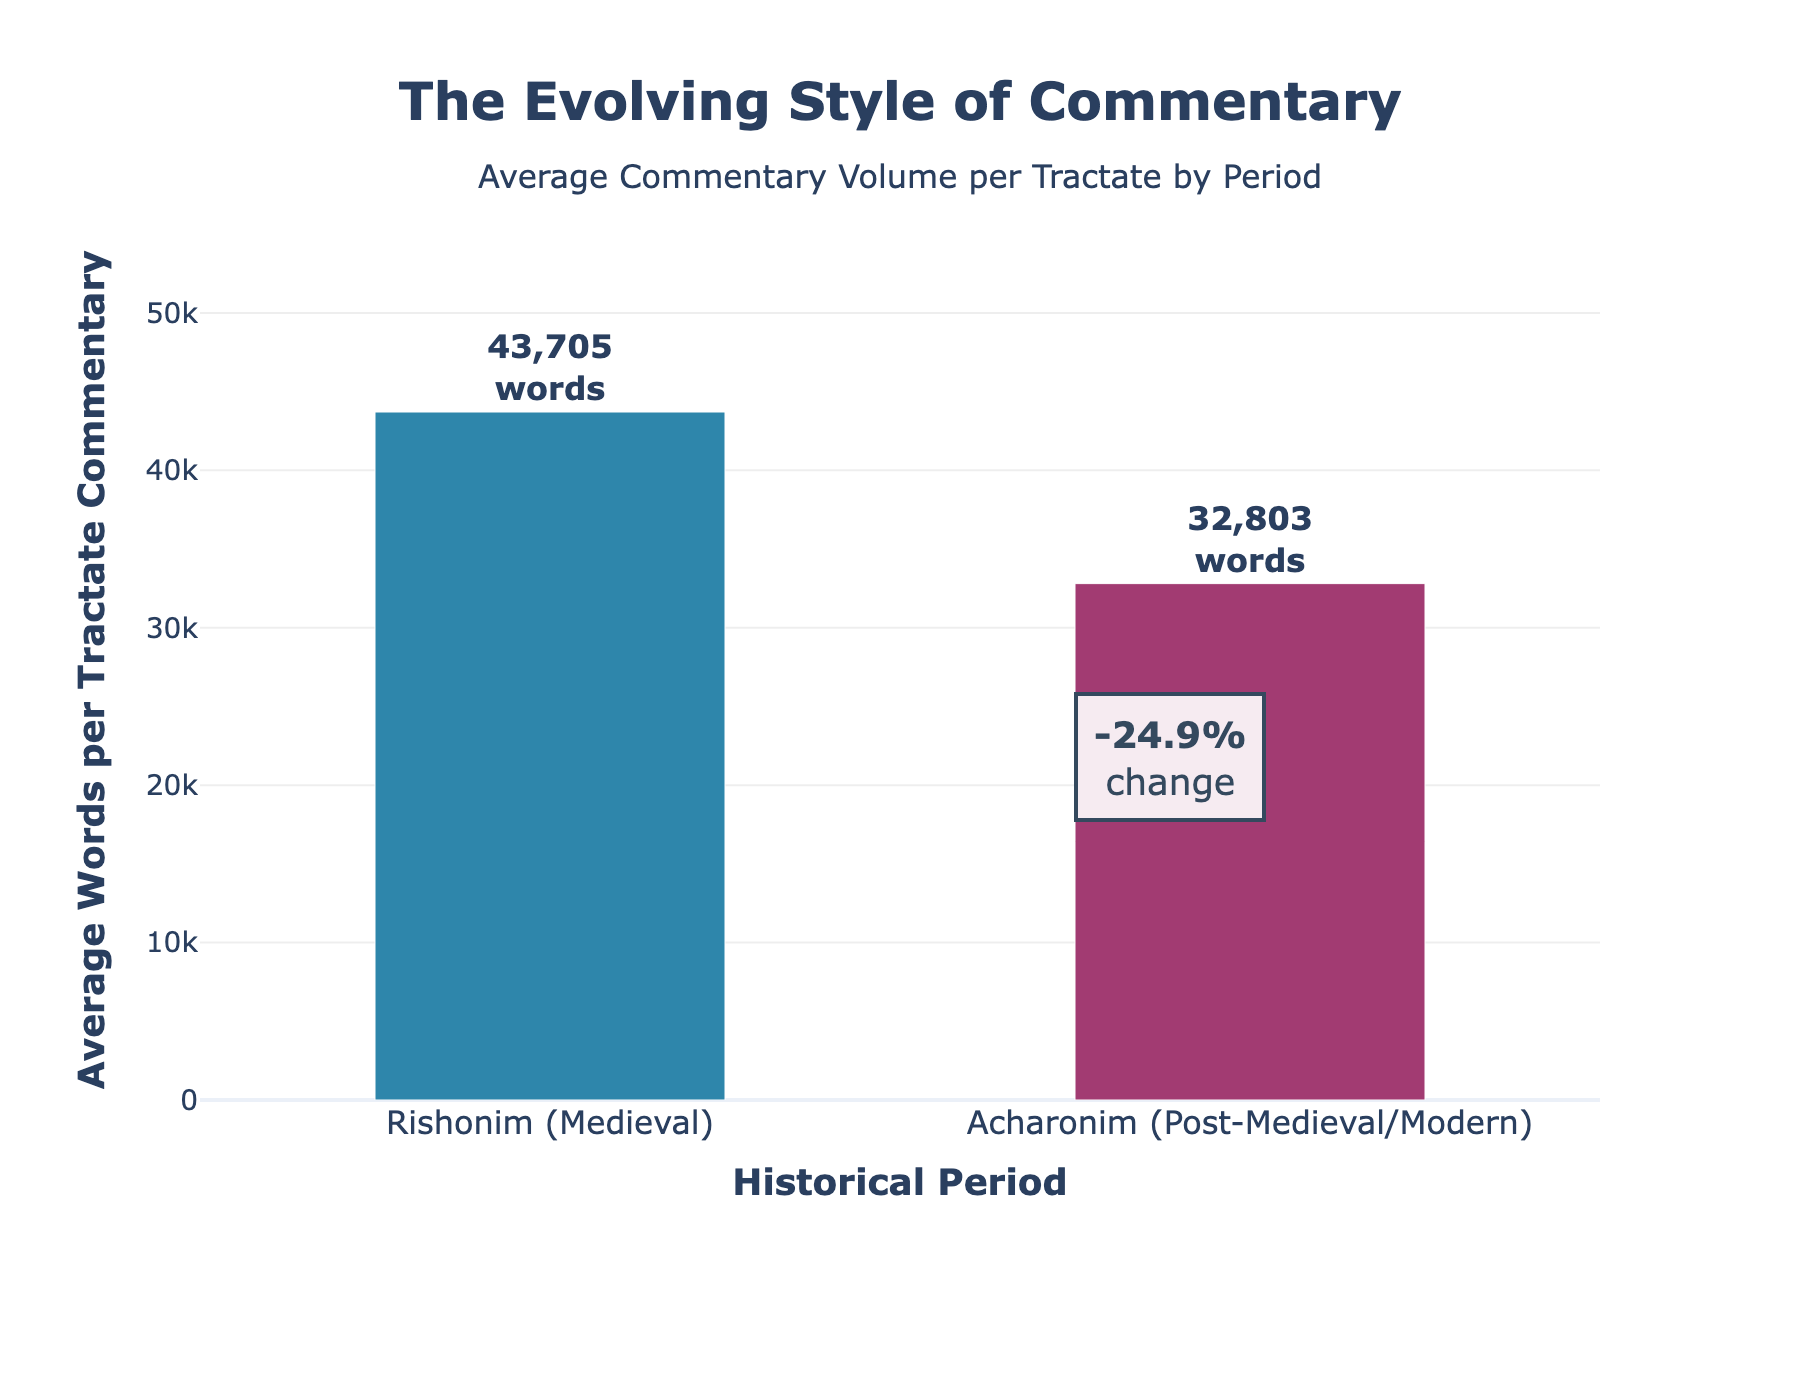 The Evolving Style of Commentary
Average Commentary Volume per Tractate by Period
Average Words per Tractate Commentary
50k
40k
30k
20k
10k
0
43,705
words
32,803
words
-24.9%
change
Rishonim (Medieval)
Acharonim (Post-Medieval/Modern)
Historical Period